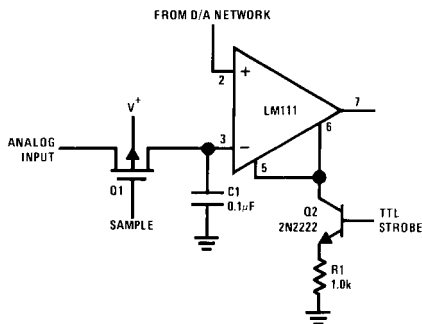 FROM D/A NETWORK
2
+
LM111
7
6
V+
ANALOG
INPUT
3
−
5
Q1
C1
0.1μF
Q2
2N2222
TTL
STROBE
SAMPLE
R1
1.0k